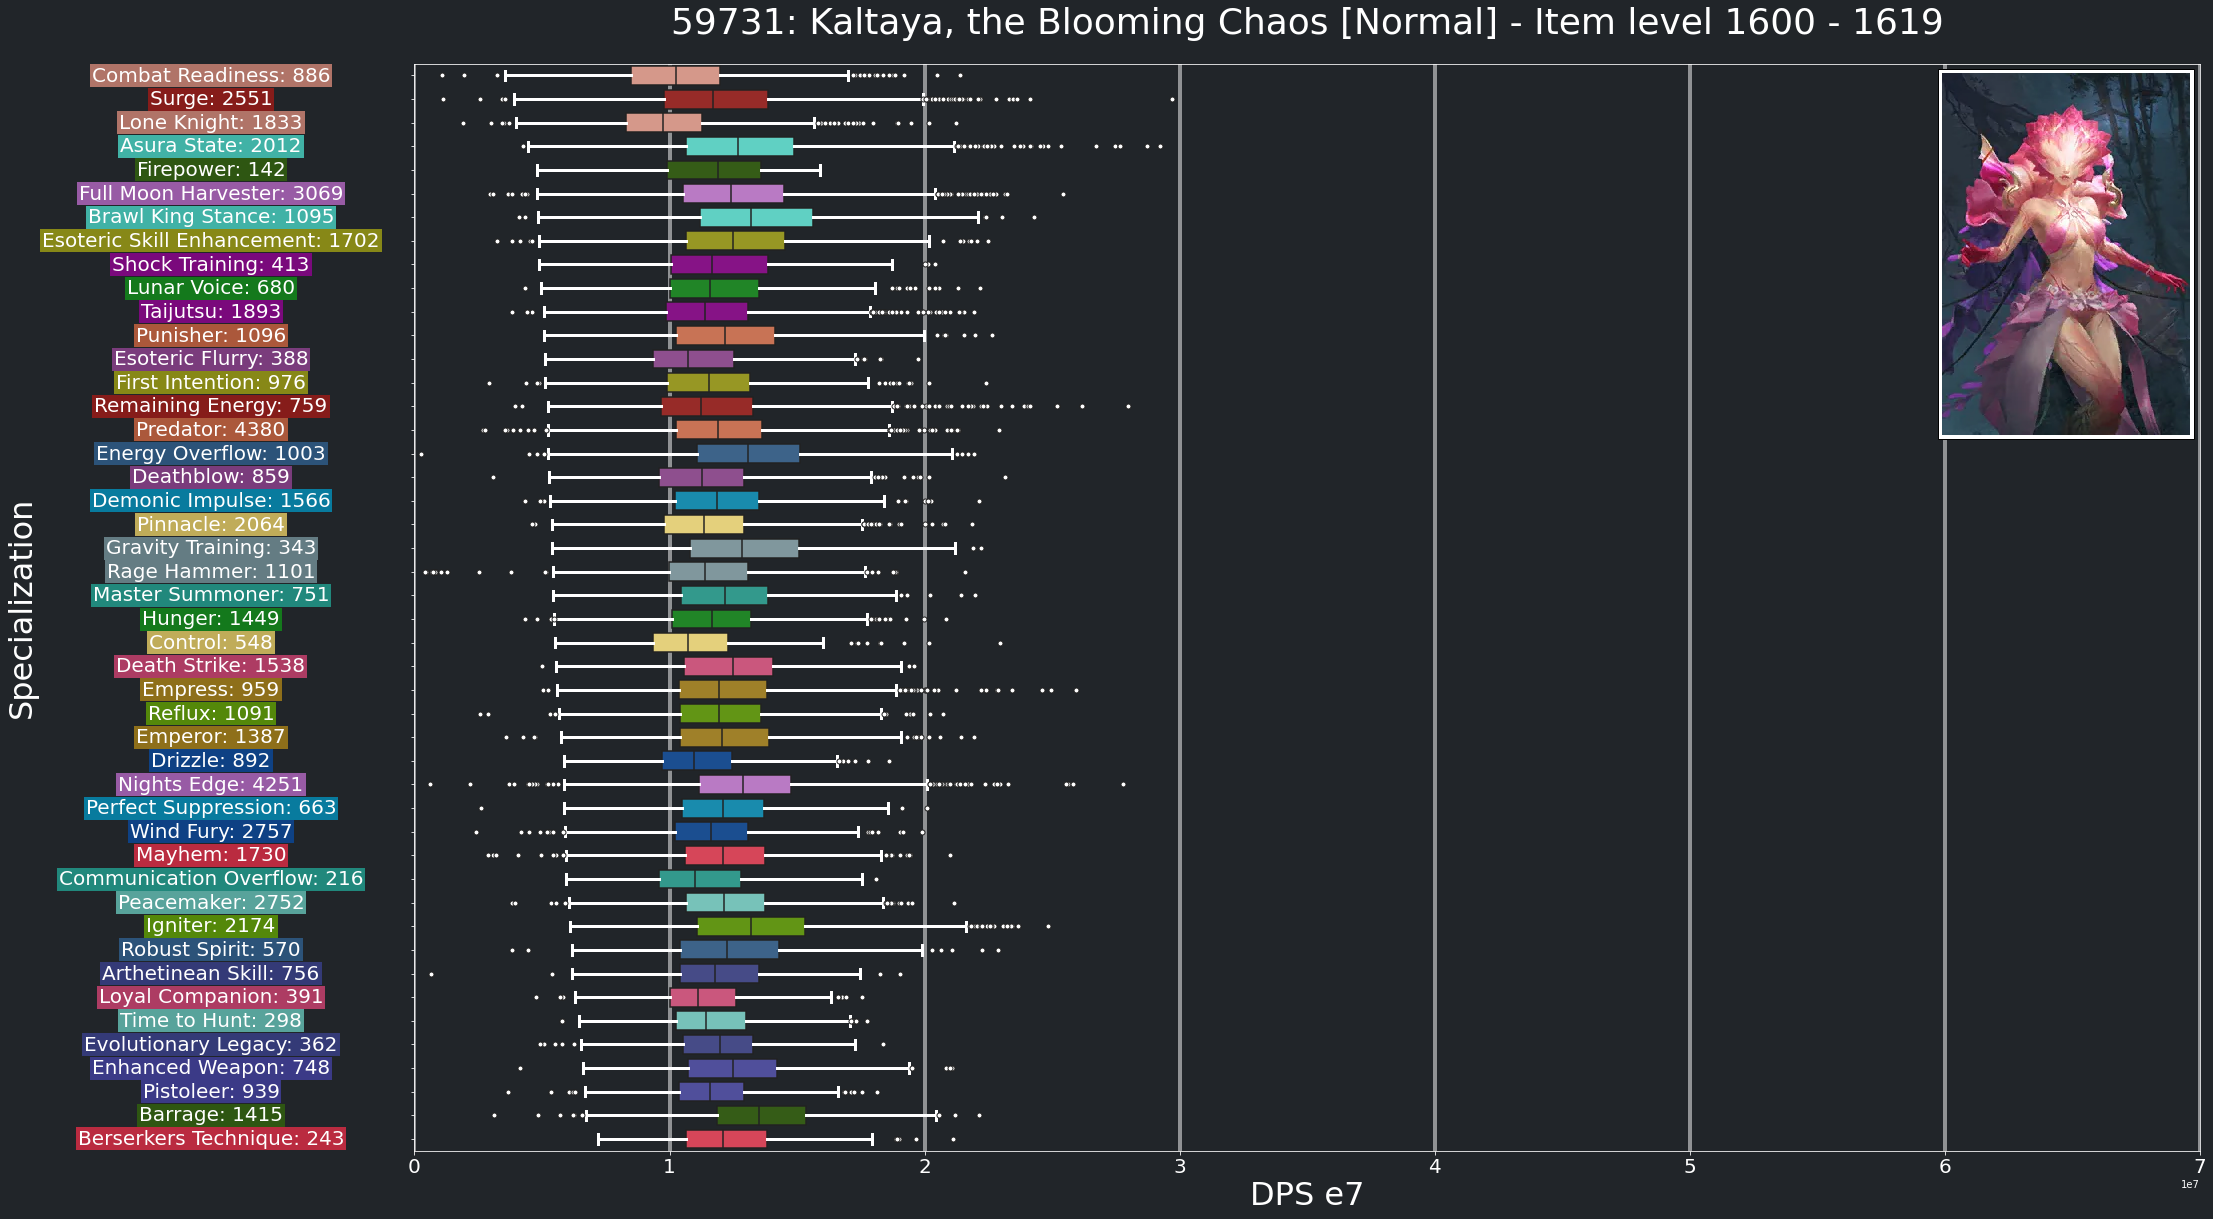 59731: Kaltaya, the Blooming Chaos [Normal] - Item level 1600 - 1619
Specialization
Combat Readiness: 886
Surge: 2551
Lone Knight: 1833
Asura State: 2012
Firepower: 142
Full Moon Harvester: 3069
Brawl King Stance: 1095
Esoteric Skill Enhancement: 1702
Shock Training: 413
Lunar Voice: 680
Taijutsu: 1893
Punisher: 1096
Esoteric Flurry: 388
First Intention: 976
Remaining Energy: 759
Predator: 4380
Energy Overflow: 1003
Deathblow: 859
Demonic Impulse: 1566
Pinnacle: 2064
Gravity Training: 343
Rage Hammer: 1101
Master Summoner: 751
Hunger: 1449
Control: 548
Death Strike: 1538
Empress: 959
Reflux: 1091
Emperor: 1387
Drizzle: 892
Nights Edge: 4251
Perfect Suppression: 663
Wind Fury: 2757
Mayhem: 1730
Communication Overflow: 216
Peacemaker: 2752
Igniter: 2174
Robust Spirit: 570
Arthetinean Skill: 756
Loyal Companion: 391
Time to Hunt: 298
Evolutionary Legacy: 362
Enhanced Weapon: 748
Pistoleer: 939
Barrage: 1415
Berserkers Technique: 243
0 1 2 3 4 5 6 7
1e7
DPS e7